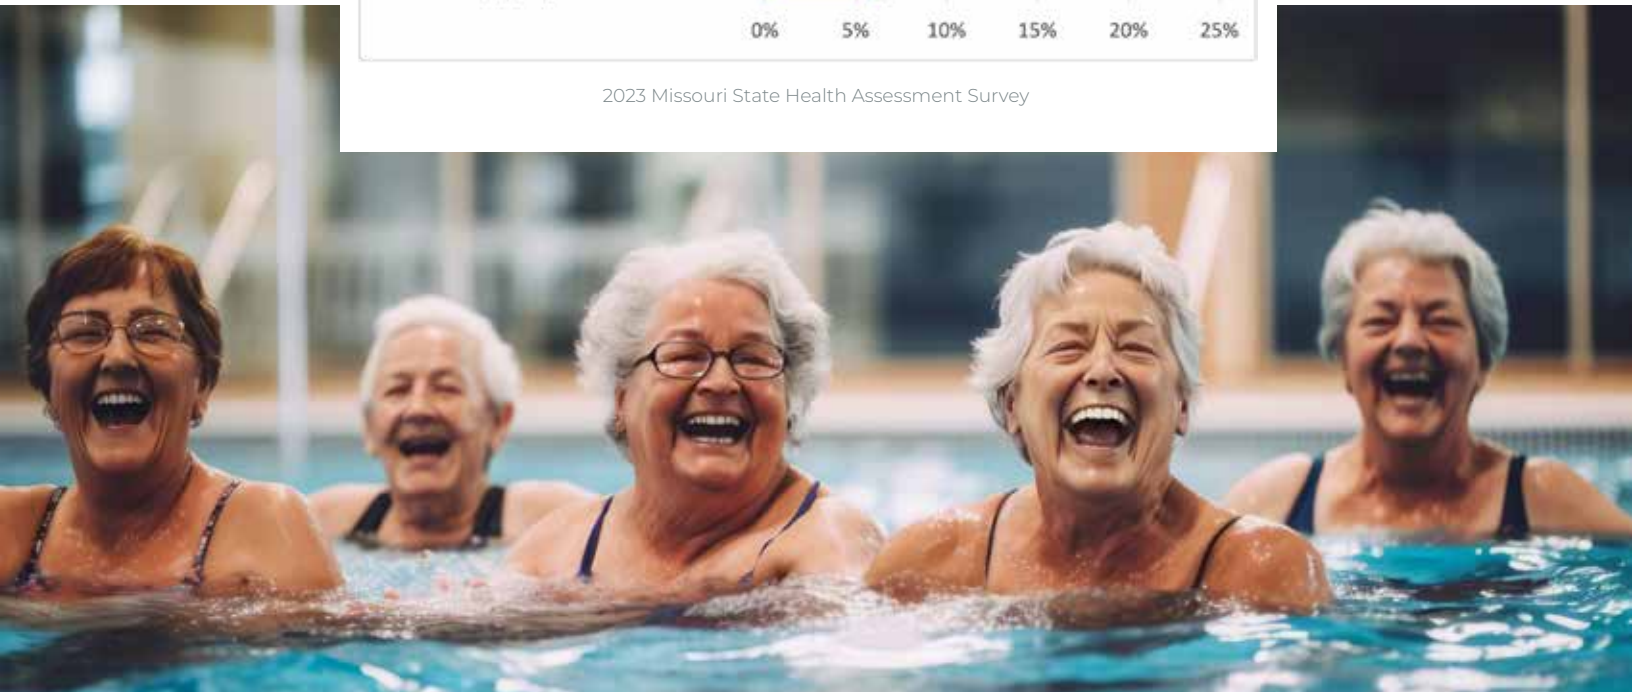 0% 5% 10% 15% 20% 25%
2023 Missouri State Health Assessment Survey